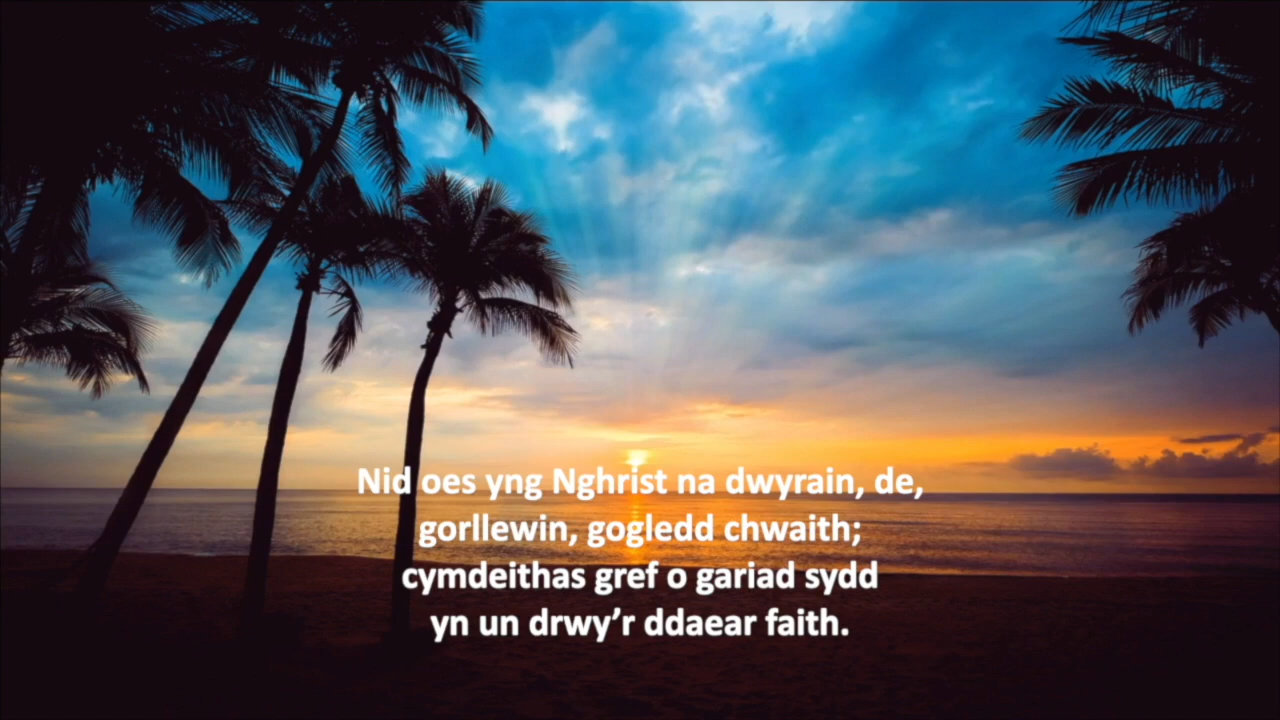 Nid oes yng Nghrist na dwyrain, de,
gorllewin, gogledd chwaith;
cymdeithas gref o gariad sydd
yn un drwy’r ddaear faith.